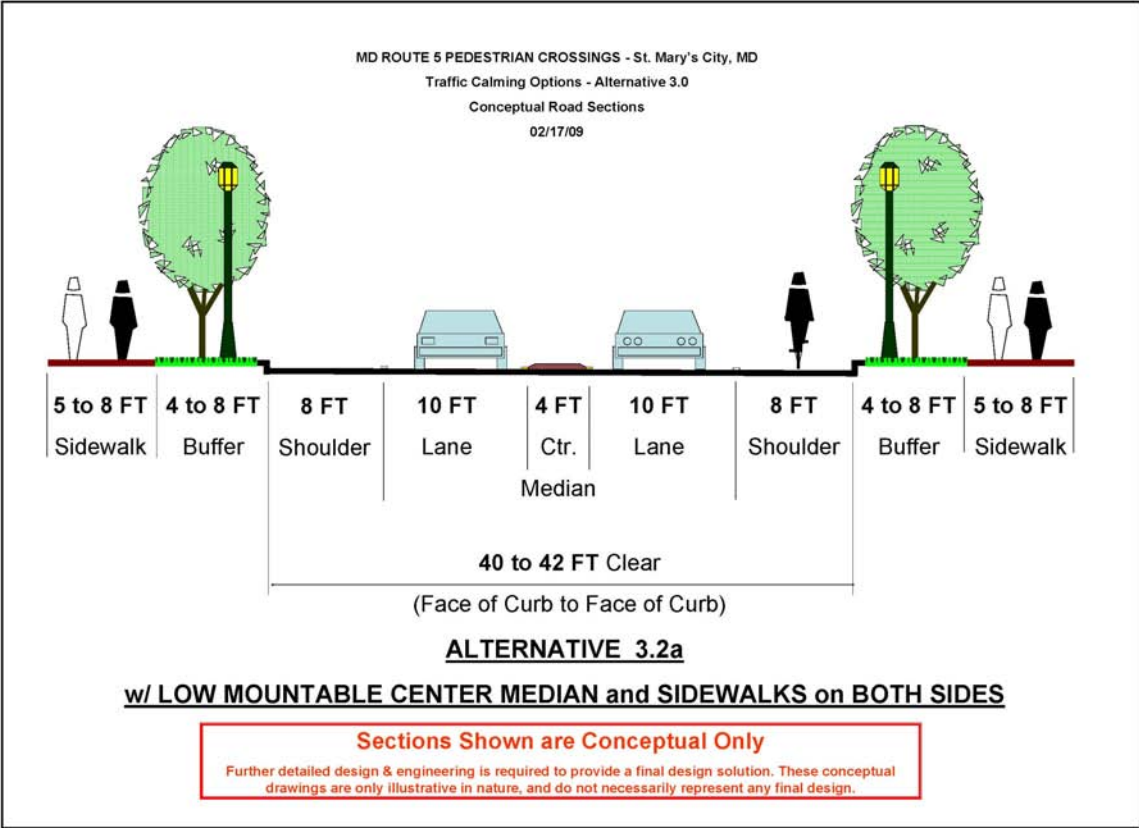 MD ROUTE 5 PEDESTRIAN CROSSINGS - St. Mary's City, MD
Traffic Calming Options - Alternative 3.0
Conceptual Road Sections
02/17/09
5 to 8 FT 4 to 8 FT 8 FT 10 FT 4 FT 10 FT 8 FT 4 to 8 FT 5 to 8 FT
Sidewalk Buffer Shoulder Lane Ctr. Lane Shoulder Buffer Sidewalk
Median
40 to 42 FT Clear
(Face of Curb to Face of Curb)
ALTERNATIVE 3.2a
w/ LOW MOUNTABLE CENTER MEDIAN and SIDEWALKS on BOTH SIDES
Sections Shown are Conceptual Only
Further detailed design & engineering is required to provide a final design solution. These conceptual
drawings are only illustrative in nature, and do not necessarily represent any final design.